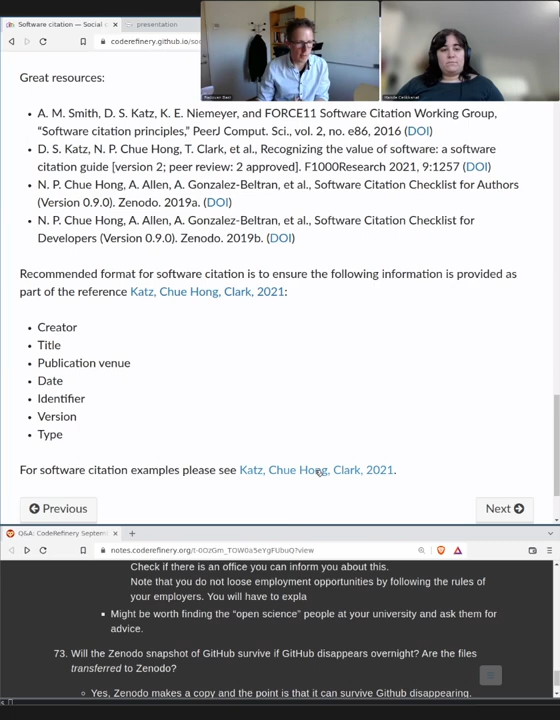 Software citation — Social c
presentation
coderefinery.github.io/soc
Great resources:
• A. M. Smith, D. S. Katz, K. E. Niemeyer, and FORCE11 Software Citation Working Group,
“Software citation principles,” PeerJ Comput. Sci., vol. 2, no. e86, 2016 (DOI)
• D. S. Katz, N. P. Chue Hong, T. Clark, et al., Recognizing the value of software: a software
citation guide [version 2; peer review: 2 approved]. F1000Research 2021, 9:1257 (DOI)
• N. P. Chue Hong, A. Allen, A. Gonzalez-Beltran, et al., Software Citation Checklist for Authors
(Version 0.9.0). Zenodo. 2019a. (DOI)
• N. P. Chue Hong, A. Allen, A. Gonzalez-Beltran, et al., Software Citation Checklist for
Developers (Version 0.9.0). Zenodo. 2019b. (DOI)
Recommended format for software citation is to ensure the following information is provided as
part of the reference Katz, Chue Hong, Clark, 2021:
• Creator
• Title
• Publication venue
• Date
• Identifier
• Version
• Type
For software citation examples please see Katz, Chue Hong, Clark, 2021.
Previous
Next
Q&A: CodeRefinery Septem
notes.coderefinery.org/t-0OzGm_TOW0a5eYgFUbuQ?view
Check if there is an office you can inform you about this.
Note that you do not loose employment opportunities by following the rules of
your employers. You will have to expla
Might be worth finding the “open science” people at your university and ask them for
advice.
73. Will the Zenodo snapshot of GitHub survive if GitHub disappears overnight? Are the files
transferred to Zenodo?
Yes, Zenodo makes a copy and the point is that it can survive Github disappearing.